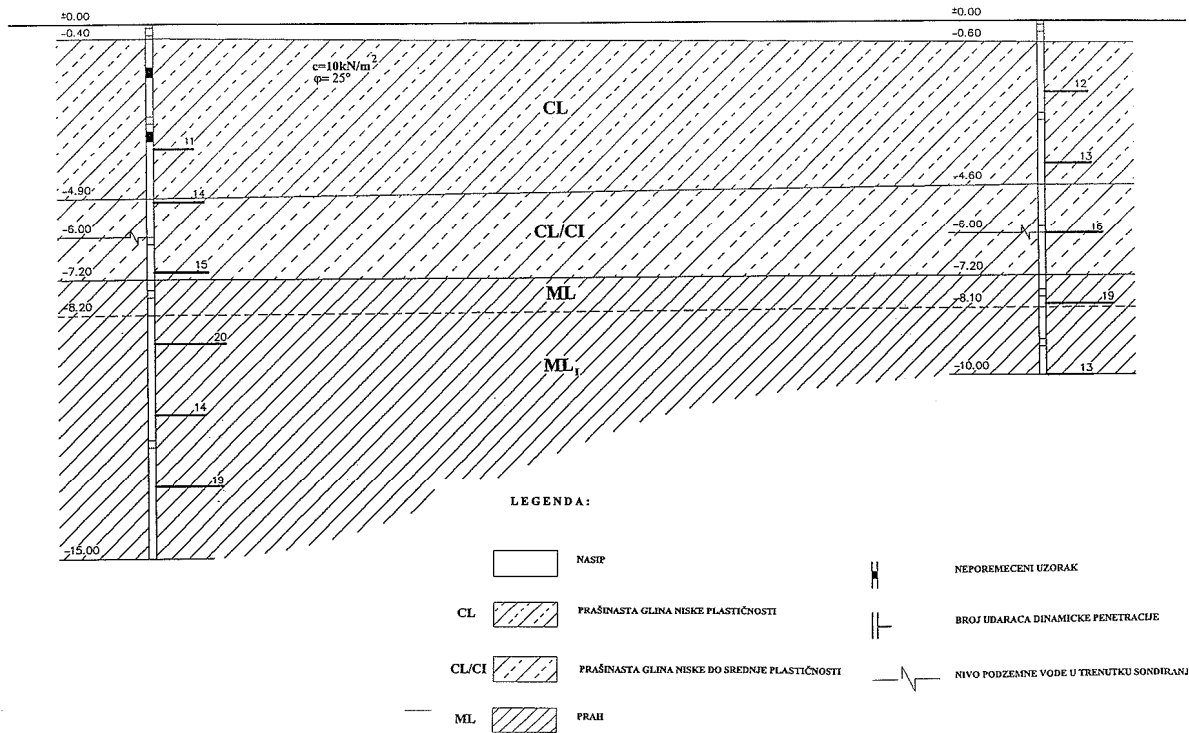 ±0.00
±0.00
-0.40
-0.60
c=10kN/m²
φ= 25°
12
CL
11
13
-4.90
-4.60
14
CL/CI
-6.00
-6.00
16
15
-7.20
-7.20
ML
19
-8.20
-8.10
20
ML₁
-10.00
13
14
19
LEGENDA:
-15.00
NASIP
NEPOREMECENI UZORAK
CL
PRAŠINASTA GLINA NISKE PLASTIČNOSTI
BROJ UDARACA DINAMICKE PENETRACIJE
CL/CI
PRAŠINASTA GLINA NISKE DO SREDNJE PLASTIČNOSTI
NIVO PODZEMNE VODE U TRENUTKU SONDIRANJ
ML
PRAH